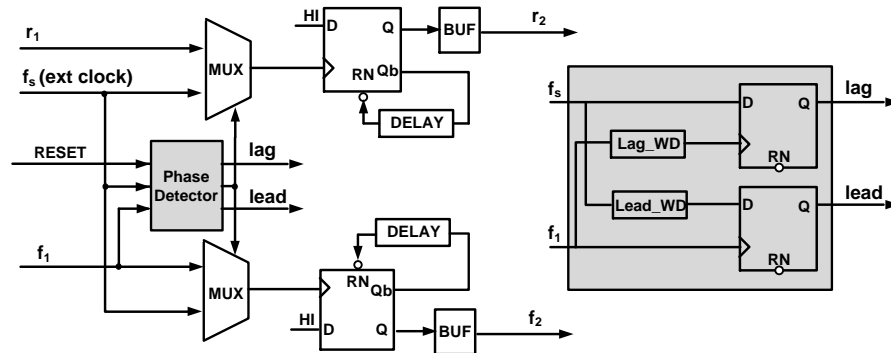 r1
fs (ext clock)
MUX
HI
D
Q
Qb
RN
BUF
r2
DELAY
RESET
Phase
Detector
lag
lead
f1
MUX
DELAY
RN
Qb
HI
D
Q
BUF
f2
fs
D
Q
lag
Lag_WD
RN
Lead_WD
D
Q
lead
f1
RN